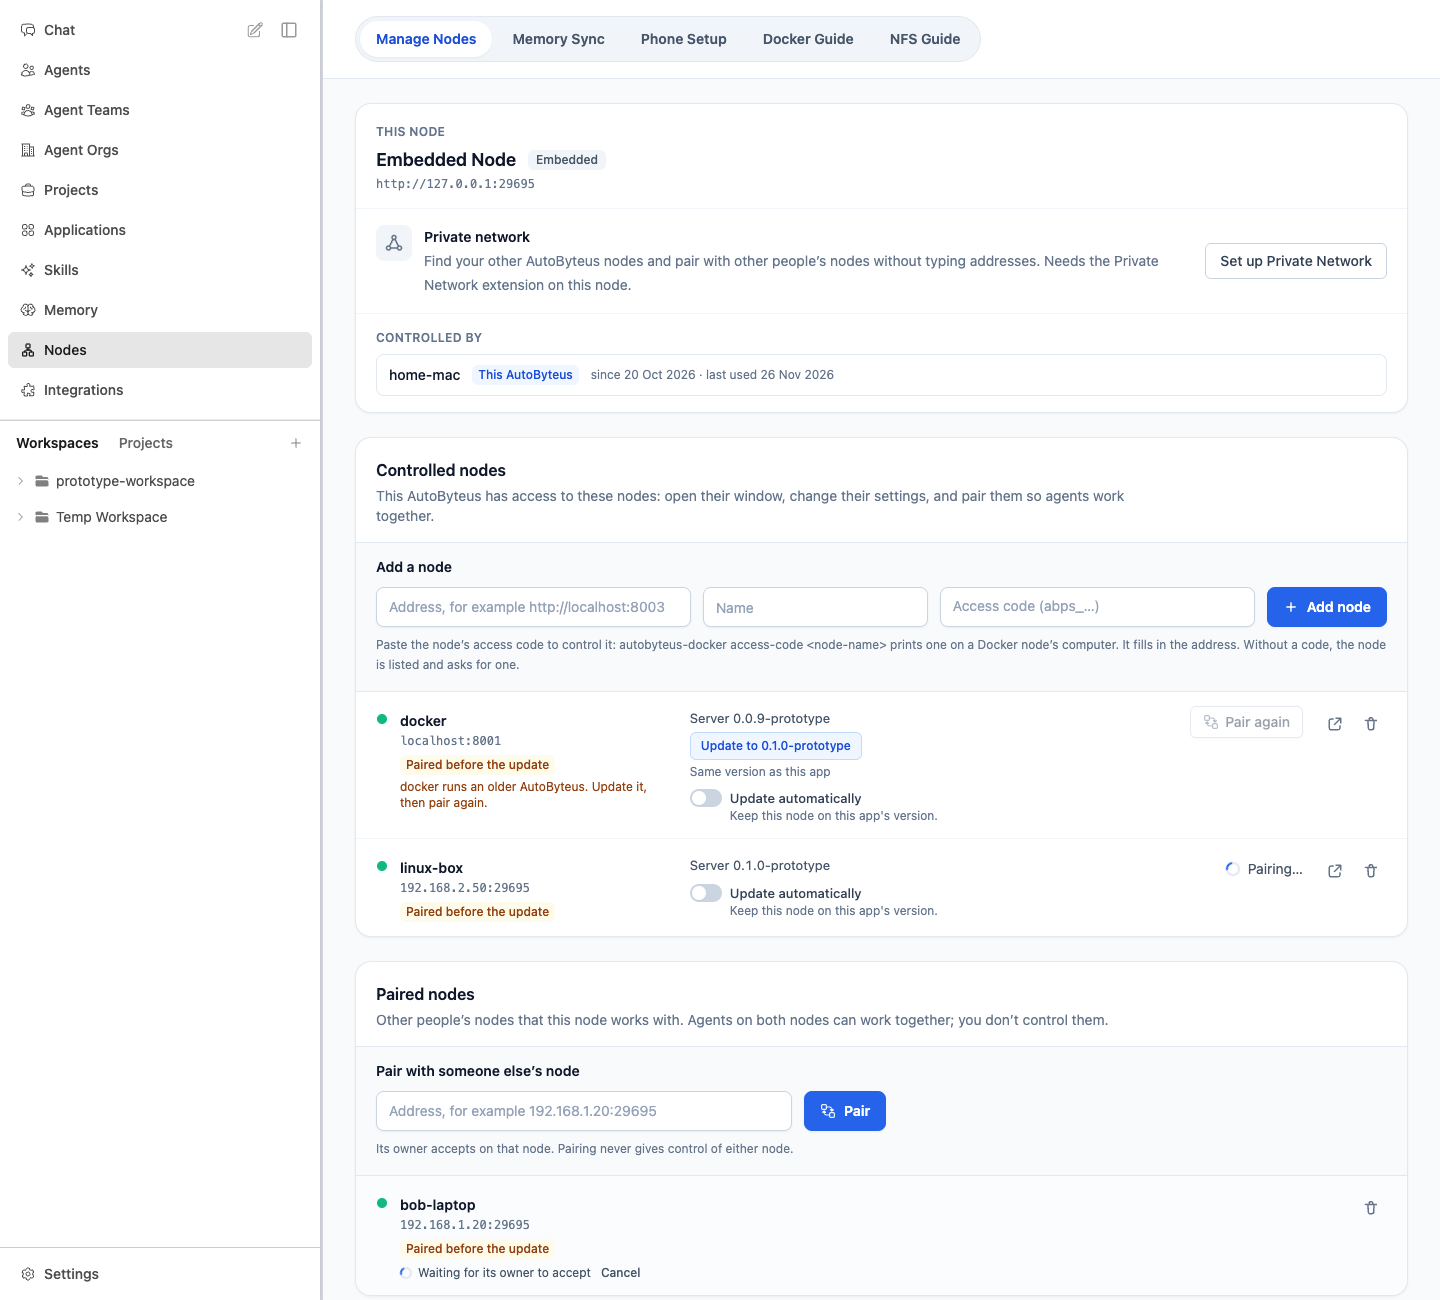 Chat
Agents
Agent Teams
Agent Orgs
Projects
Applications
Skills
Memory
Nodes
Integrations
Workspaces Projects
prototype-workspace
Temp Workspace
Settings
Manage Nodes Memory Sync Phone Setup Docker Guide NFS Guide
THIS NODE
Embedded Node Embedded
http://127.0.0.1:29695
Private network
Find your other AutoByteus nodes and pair with other people’s nodes without typing addresses. Needs the Private
Network extension on this node.
Set up Private Network
CONTROLLED BY
home-mac This AutoByteus since 20 Oct 2026 · last used 26 Nov 2026
Controlled nodes
This AutoByteus has access to these nodes: open their window, change their settings, and pair them so agents work
together.
Add a node
Address, for example http://localhost:8003 Name Access code (abps_...) Add node
Paste the node’s access code to control it: autobyteus-docker access-code <node-name> prints one on a Docker node’s computer. It fills in the address. Without a code, the node
is listed and asks for one.
docker
localhost:8001
Paired before the update
docker runs an older AutoByteus. Update it,
then pair again.
Server 0.0.9-prototype
Update to 0.1.0-prototype
Same version as this app
Update automatically
Keep this node on this app's version.
Pair again
linux-box
192.168.2.50:29695
Paired before the update
Server 0.1.0-prototype
Update automatically
Keep this node on this app's version.
Pairing...
Paired nodes
Other people’s nodes that this node works with. Agents on both nodes can work together; you don’t control them.
Pair with someone else’s node
Address, for example 192.168.1.20:29695 Pair
Its owner accepts on that node. Pairing never gives control of either node.
bob-laptop
192.168.1.20:29695
Paired before the update
Waiting for its owner to accept Cancel